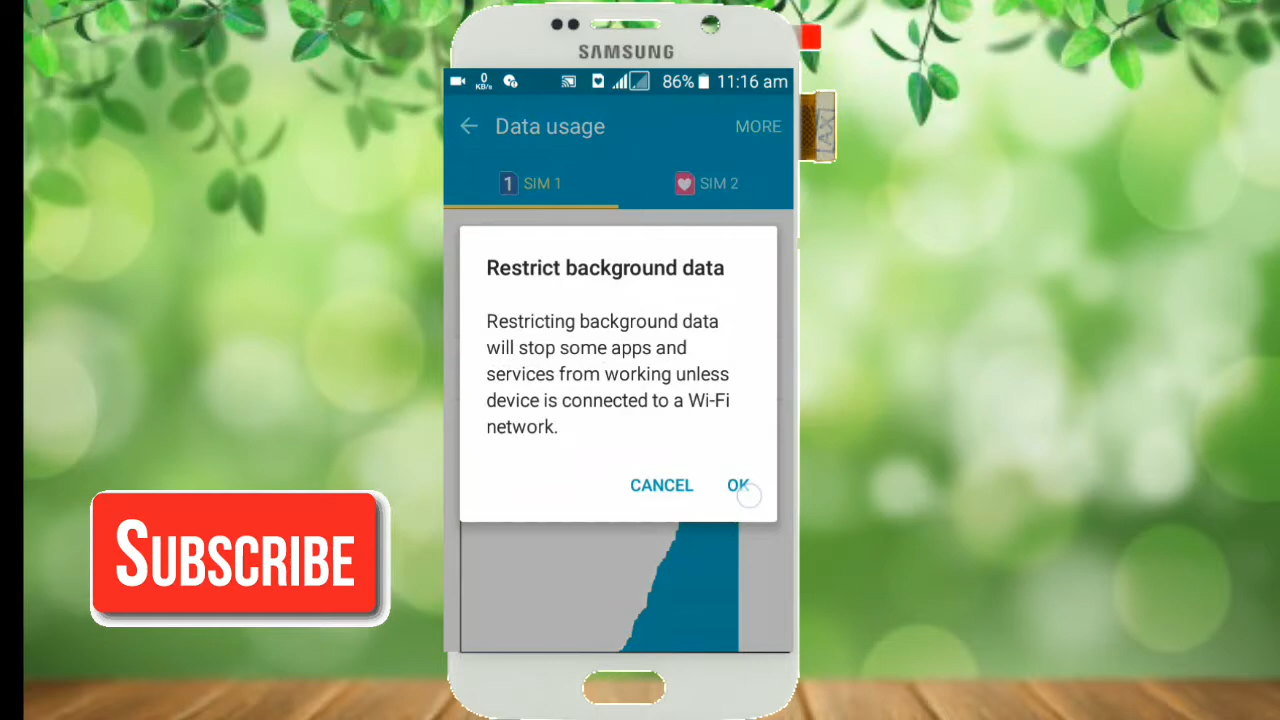 SAMSUNG
0
KB/s
86% 11:16 am
Data usage
MORE
1 SIM 1
SIM 2
Restrict background data
Restricting background data
will stop some apps and
services from working unless
device is connected to a Wi-Fi
network.
CANCEL OK
SUBSCRIBE